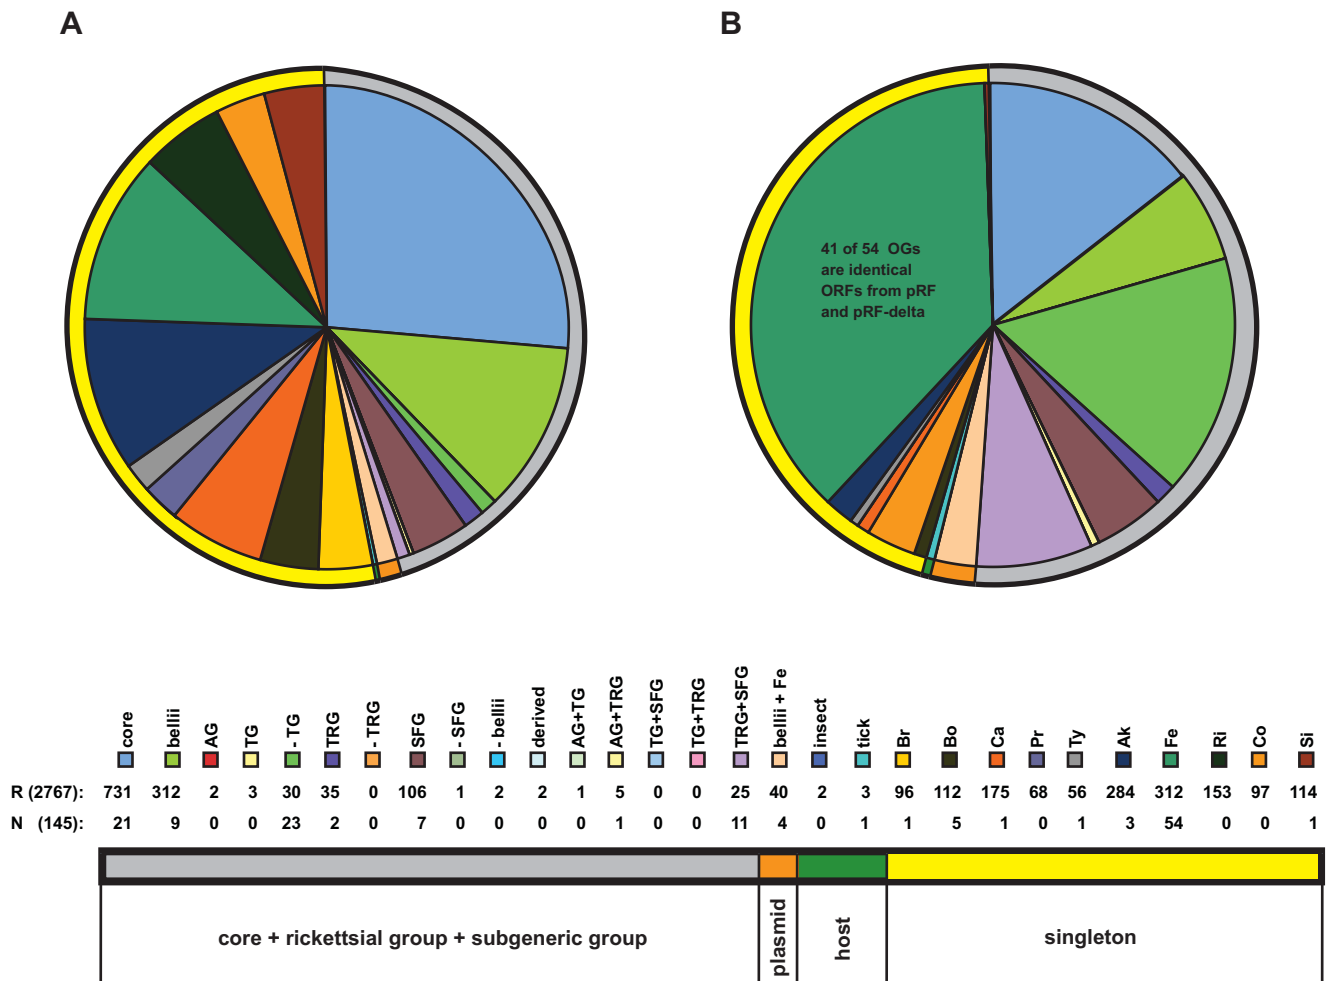 A
B
41 of 54 OGs
are identical
ORFs from pRF
and pRF-delta
core
bellii
AG
TG
- TG
TRG
- TRG
SFG
- SFG
- bellii
derived
AG+TG
AG+TRG
TG+SFG
TG+TRG
TRG+SFG
bellii + Fe
insect
tick
Br
Bo
Ca
Pr
Ty
Ak
Fe
Ri
Co
Si
R (2767): 731 312 2 3 30 35 0 106 1 2 2 1 5 0 0 25 40 2 3 96 112 175 68 56 284 312 153 97 114
N (145): 21 9 0 0 23 2 0 7 0 0 0 0 1 0 0 11 4 0 1 1 5 1 0 1 3 54 0 0 1
core + rickettsial group + subgeneric group
plasmid
host
singleton